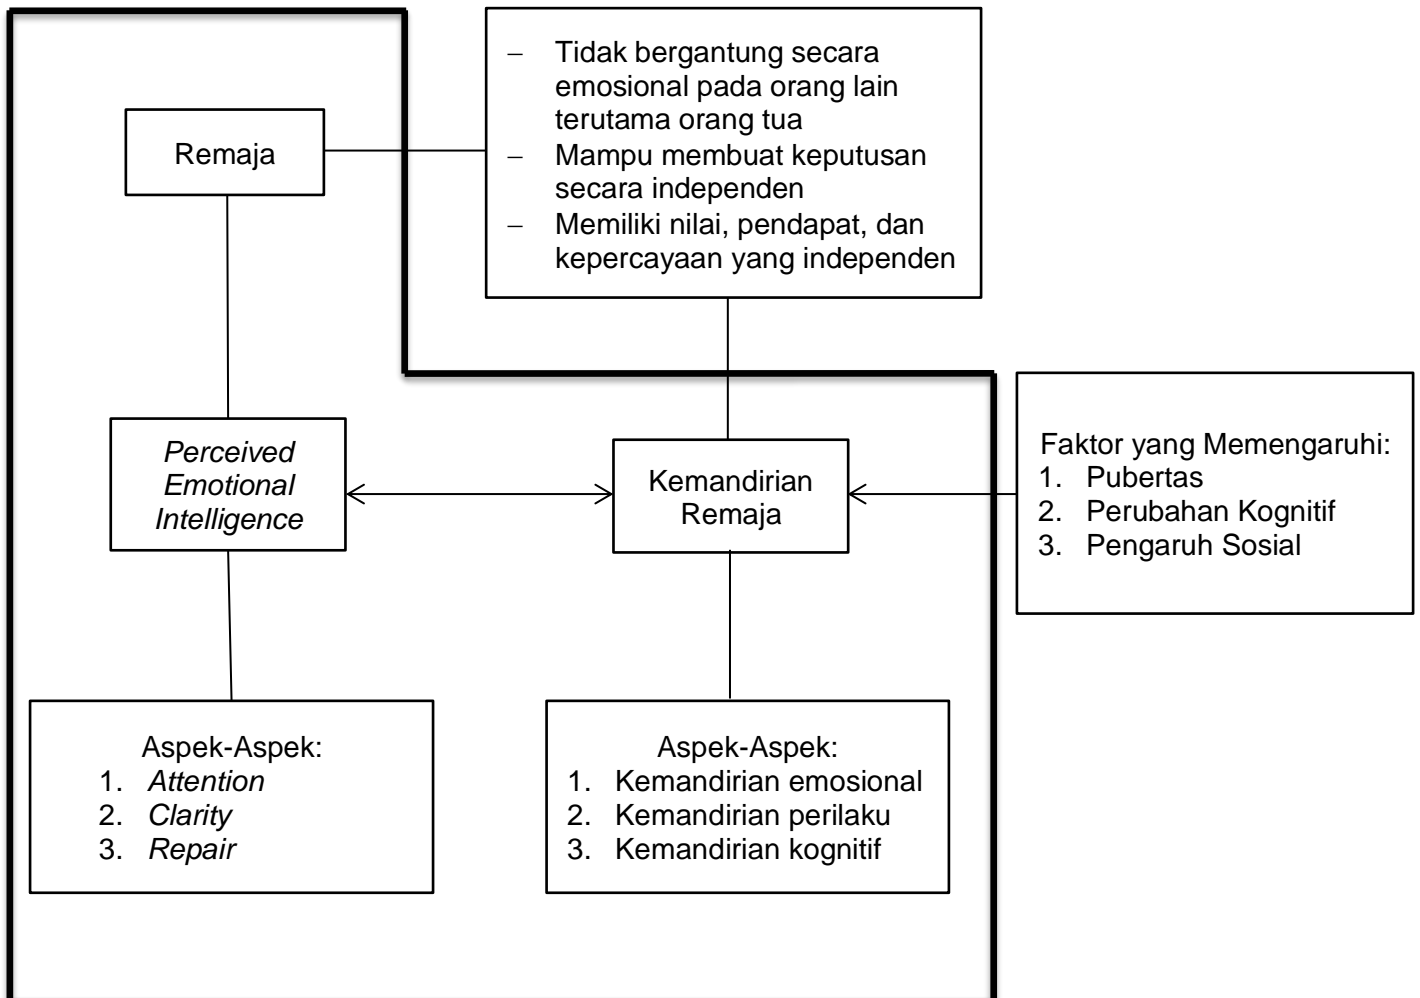 Remaja
– Tidak bergantung secara
emosional pada orang lain
terutama orang tua
– Mampu membuat keputusan
secara independen
– Memiliki nilai, pendapat, dan
kepercayaan yang independen
Perceived
Emotional
Intelligence
Kemandirian
Remaja
Faktor yang Memengaruhi:
1. Pubertas
2. Perubahan Kognitif
3. Pengaruh Sosial
Aspek-Aspek:
1. Attention
2. Clarity
3. Repair
Aspek-Aspek:
1. Kemandirian emosional
2. Kemandirian perilaku
3. Kemandirian kognitif